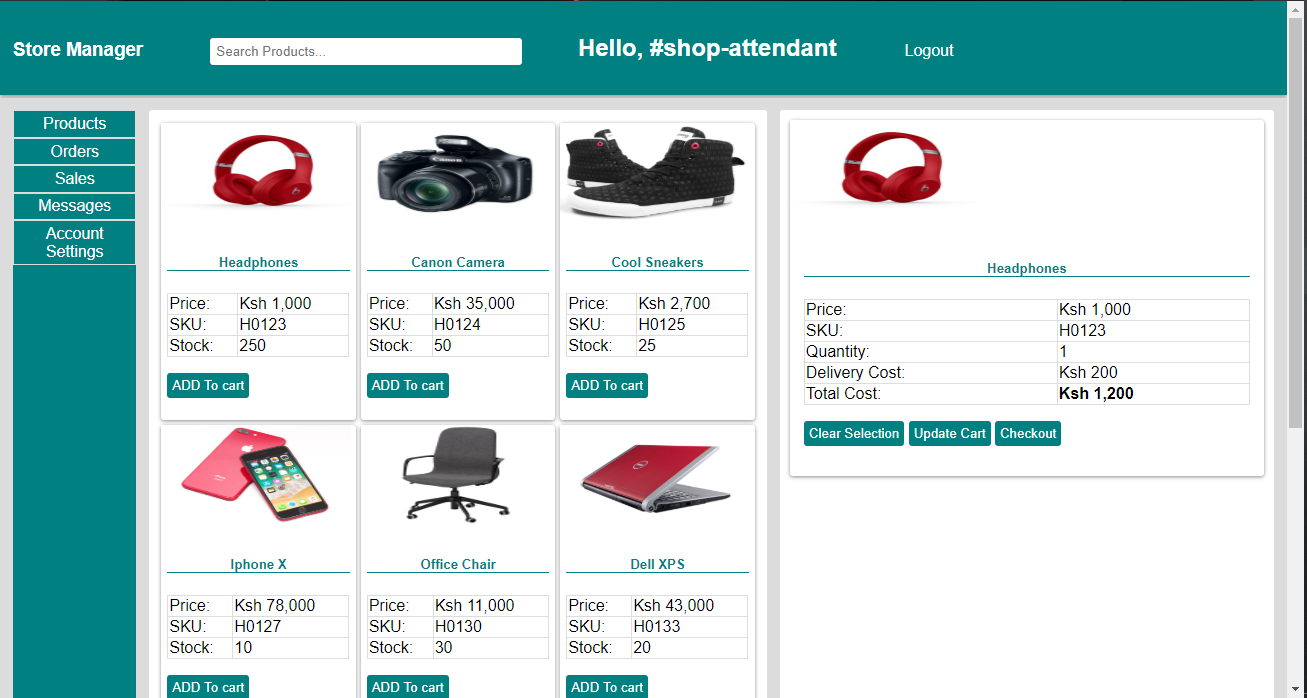 Store Manager
Search Products...
Hello, #shop-attendant
Logout
Products
Orders
Sales
Messages
Account
Settings
Canon
Headphones
Price: Ksh 1,000
SKU: H0123
Stock: 250
ADD To cart
Canon Camera
Price: Ksh 35,000
SKU: H0124
Stock: 50
ADD To cart
Cool Sneakers
Price: Ksh 2,700
SKU: H0125
Stock: 25
ADD To cart
Iphone X
Price: Ksh 78,000
SKU: H0127
Stock: 10
ADD To cart
Office Chair
Price: Ksh 11,000
SKU: H0130
Stock: 30
ADD To cart
Dell XPS
Price: Ksh 43,000
SKU: H0133
Stock: 20
ADD To cart
Headphones
Price: Ksh 1,000
SKU: H0123
Quantity: 1
Delivery Cost: Ksh 200
Total Cost: Ksh 1,200
Clear Selection
Update Cart
Checkout